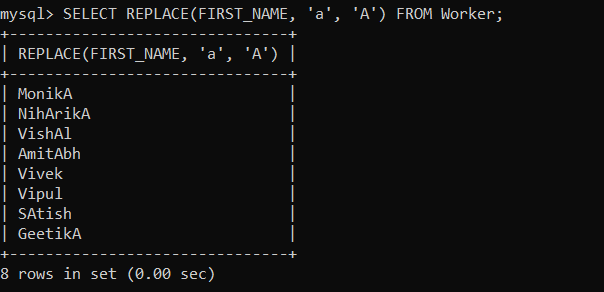 mysql> SELECT REPLACE(FIRST_NAME, 'a', 'A') FROM Worker;
+-------------------------------+
| REPLACE(FIRST_NAME, 'a', 'A') |
+-------------------------------+
| MonikA                        |
| NihArikA                      |
| VishAl                        |
| AmitAbh                       |
| Vivek                         |
| Vipul                         |
| SAtish                        |
| GeetikA                       |
+-------------------------------+
8 rows in set (0.00 sec)